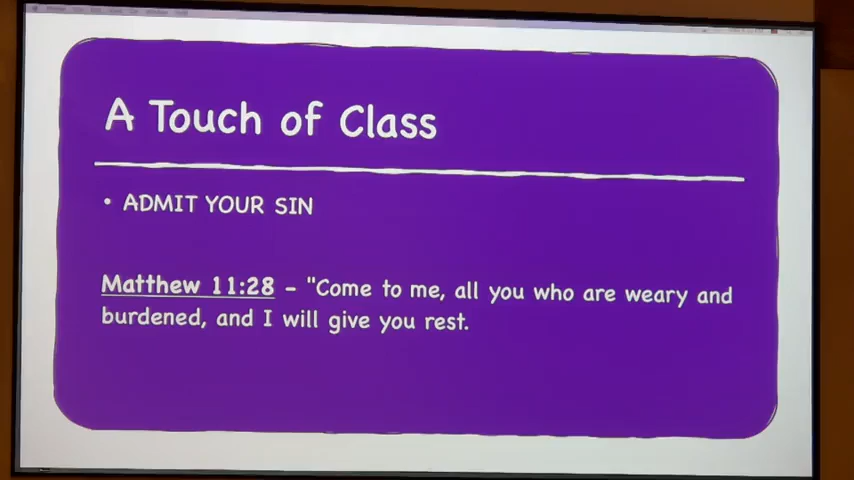 A Touch of Class
• ADMIT YOUR SIN
Matthew 11:28 - "Come to me, all you who are weary and
burdened, and I will give you rest.